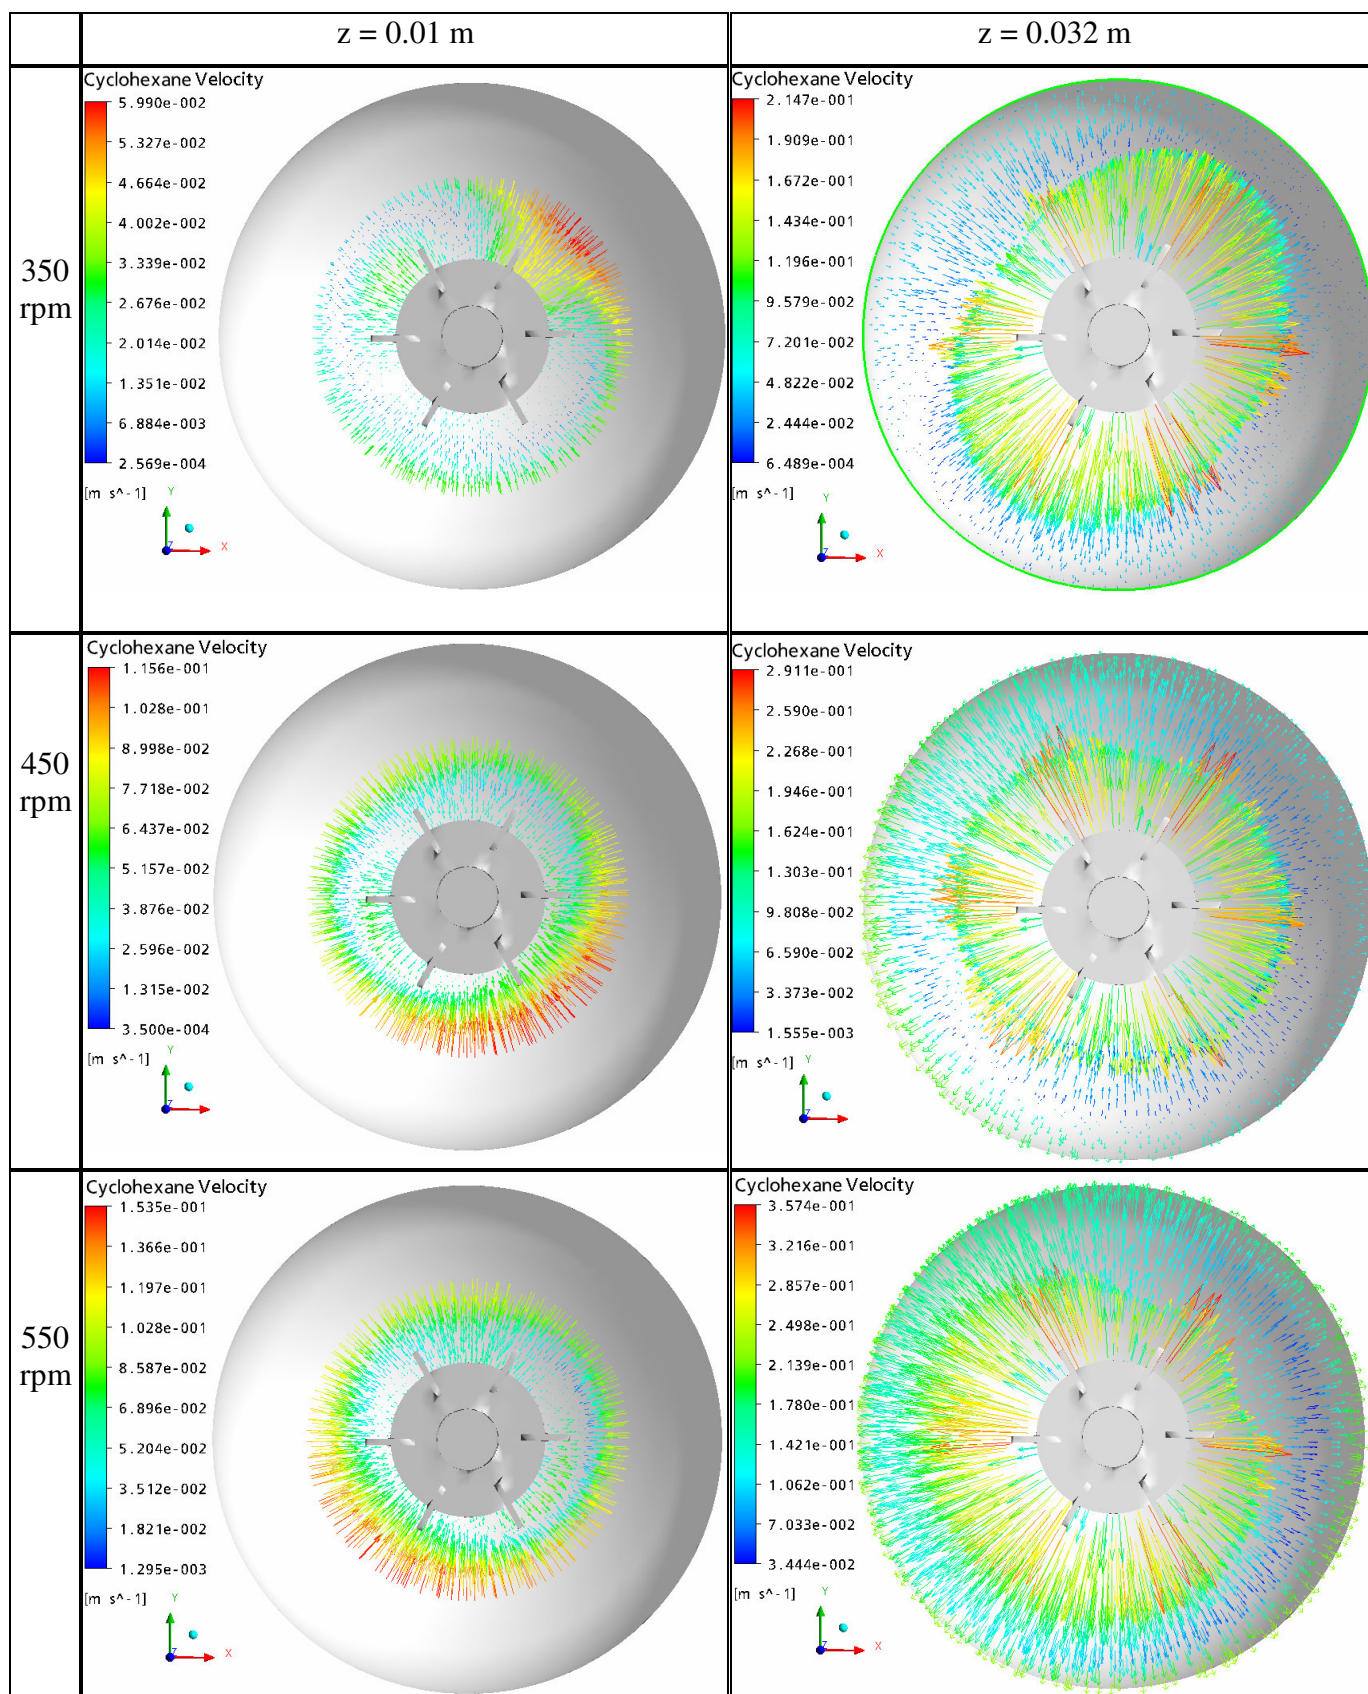 z = 0.01 m
z = 0.032 m
350
rpm
Cyclohexane Velocity
5.990e-002
5.327e-002
4.664e-002
4.002e-002
3.339e-002
2.676e-002
2.014e-002
1.351e-002
6.884e-003
2.569e-004
[m s^-1]
Y
Z
X
Cyclohexane Velocity
2.147e-001
1.909e-001
1.672e-001
1.434e-001
1.196e-001
9.579e-002
7.201e-002
4.822e-002
2.444e-002
6.489e-004
[m s^-1]
Y
Z
X
450
rpm
Cyclohexane Velocity
1.156e-001
1.028e-001
8.998e-002
7.718e-002
6.437e-002
5.157e-002
3.876e-002
2.596e-002
1.315e-002
3.500e-004
[m s^-1]
Y
Z
Cyclohexane Velocity
2.911e-001
2.590e-001
2.268e-001
1.946e-001
1.624e-001
1.303e-001
9.808e-002
6.590e-002
3.373e-002
1.555e-003
[m s^-1]
Y
Z
550
rpm
Cyclohexane Velocity
1.535e-001
1.366e-001
1.197e-001
1.028e-001
8.587e-002
6.896e-002
5.204e-002
3.512e-002
1.821e-002
1.295e-003
[m s^-1]
Y
Z
X
Cyclohexane Velocity
3.574e-001
3.216e-001
2.857e-001
2.498e-001
2.139e-001
1.780e-001
1.421e-001
1.062e-001
7.033e-002
3.444e-002
[m s^-1]
Y
Z
X